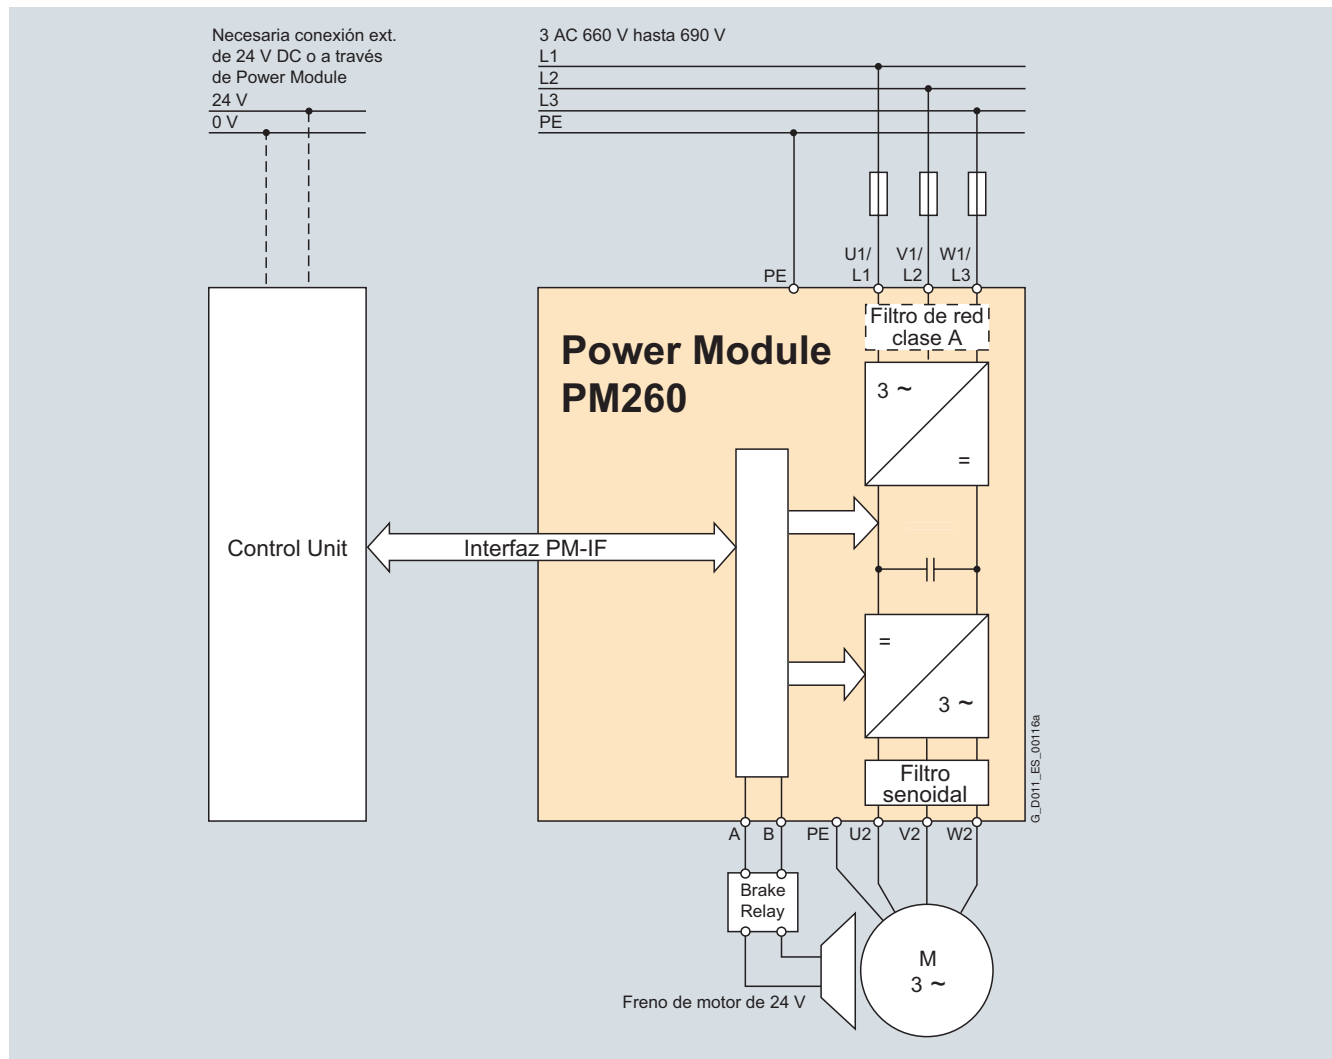 Necesaria conexión ext.
de 24 V DC o a través
de Power Module
24 V
0 V
3 AC 660 V hasta 690 V
L1
L2
L3
PE
PE
U1/
L1
V1/
L2
W1/
L3
Filtro de red
clase A
Power Module
PM260
3 ~
=
Control Unit
Interfaz PM-IF
=
3 ~
Filtro
senoidal
G_D011_ES_00116a
A
B
PE
U2
V2
W2
Brake
Relay
M
3 ~
Freno de motor de 24 V